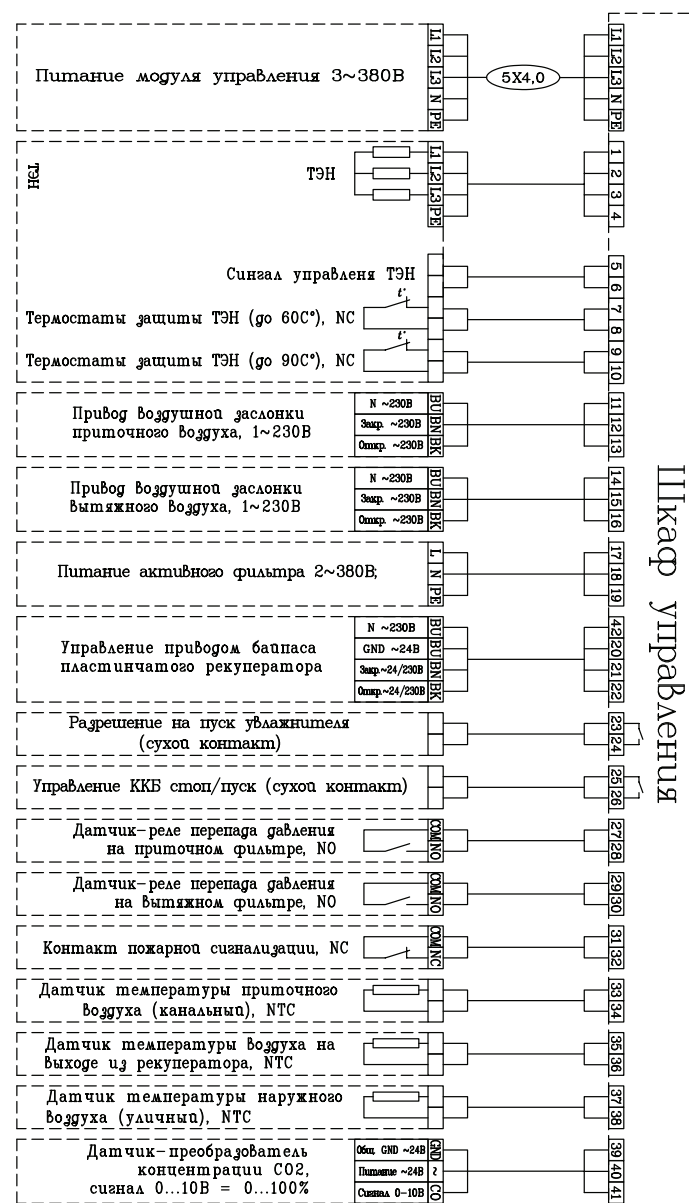 Питание модуля управления 3~380В
L1 L2 L3 N PE
5X4,0
L1 L2 L3 N PE
ТЭН
ТЭН
L1 L2 L3 PE
1 2 3 4
Сингал управленя ТЭН
5 6
t°
Термостаты защиты ТЭН (до 60С°), NC
7 8
t°
Термостаты защиты ТЭН (до 90С°), NC
9 10
Привод воздушной заслонки
приточного воздуха, 1~230В
N ~230В
Закр. ~230В
Откр. ~230В
BU BN BK
11 12 13
Привод воздушной заслонки
вытяжного воздуха, 1~230В
N ~230В
Закр. ~230В
Откр. ~230В
BU BN BK
14 15 16
Питание активного фильтра 2~380В;
L N PE
17 18 19
Управление приводом байпаса
пластинчатого рекуператора
N ~230В
GND ~24В
Закр.~24/230В
Откр.~24/230В
BU BU BN BK
42 20 21 22
Разрешение на пуск увлажнителя
(сухой контакт)
23 24
Управление ККБ стоп/пуск (сухой контакт)
25 26
Датчик-реле перепада давления
на приточном фильтре, NO
COM NO
27 28
Датчик-реле перепада давления
на вытяжном фильтре, NO
COM NO
29 30
Контакт пожарной сигнализации, NC
COM NC
31 32
Датчик температуры приточного
воздуха (канальный), NTC
33 34
Датчик температуры воздуха на
выходе из рекуператора, NTC
35 36
Датчик температуры наружного
воздуха (уличный), NTC
37 38
Датчик-преобразователь
концентрации CO2,
сигнал 0...10В = 0...100%
Общ. GND ~24В
Питание ~24В
Сигнал 0-10В
GND ~ CO
39 40 41
Шкаф управления